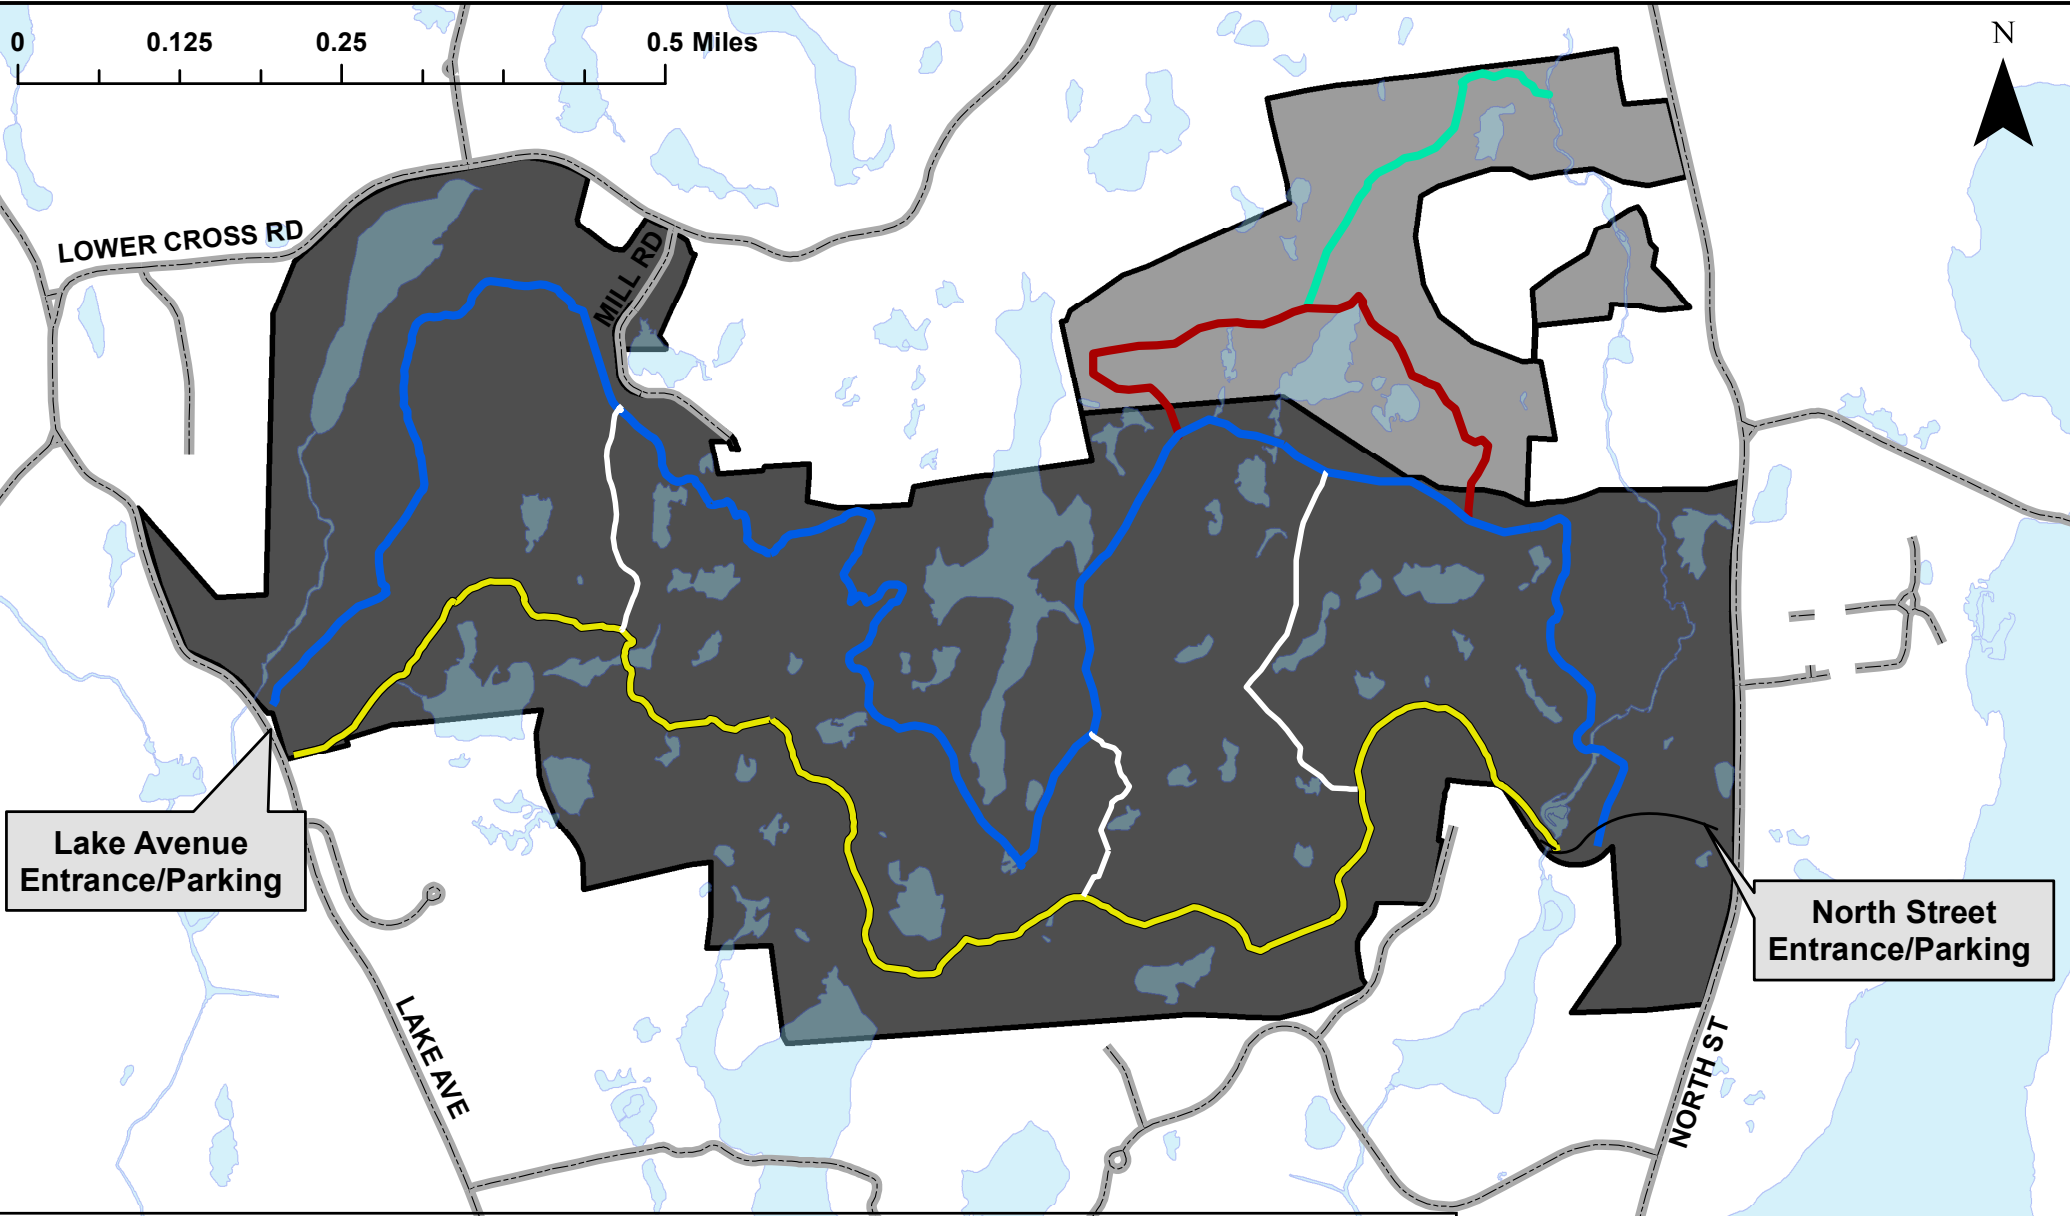 0 0.125 0.25 0.5 Miles
N
LOWER CROSS RD
MILL RD
Lake Avenue
Entrance/Parking
North Street
Entrance/Parking
LAKE AVE
NORTH ST